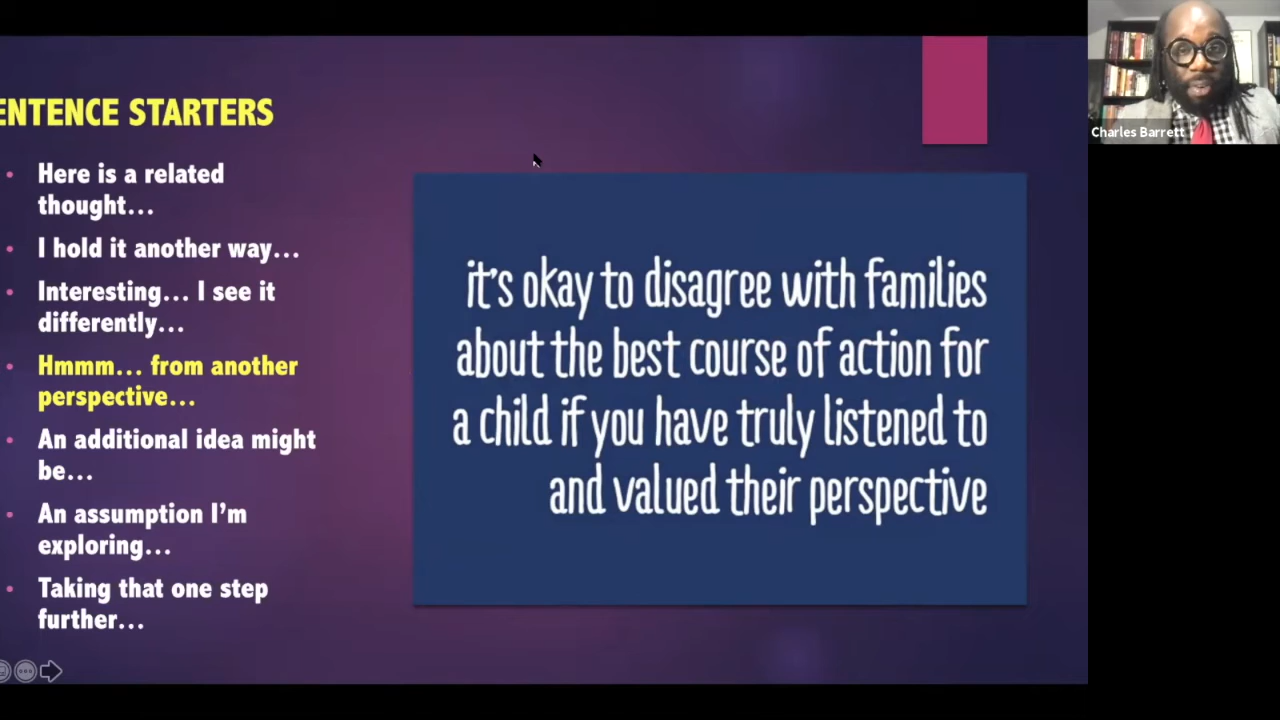 ENTENCE STARTERS
• Here is a related
thought...
• I hold it another way...
• Interesting... I see it
differently...
• Hmmm... from another
perspective...
• An additional idea might
be...
• An assumption I'm
exploring...
• Taking that one step
further...
it's okay to disagree with families
about the best course of action for
a child if you have truly listened to
and valued their perspective
Charles Barrett